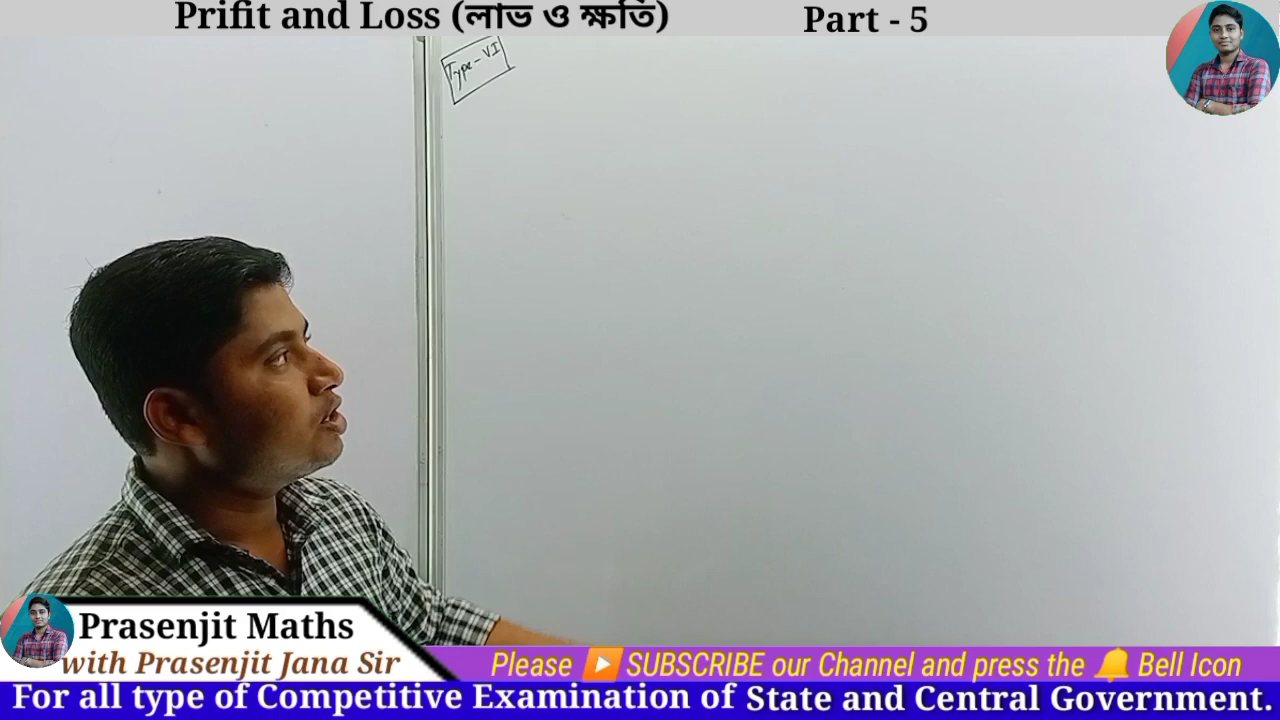 Prifit and Loss (লাভ ও ক্ষতি) Part - 5
Type-VI
Prasenjit Maths
with Prasenjit Jana Sir
Please SUBSCRIBE our Channel and press the Bell Icon
For all type of Competitive Examination of State and Central Government.